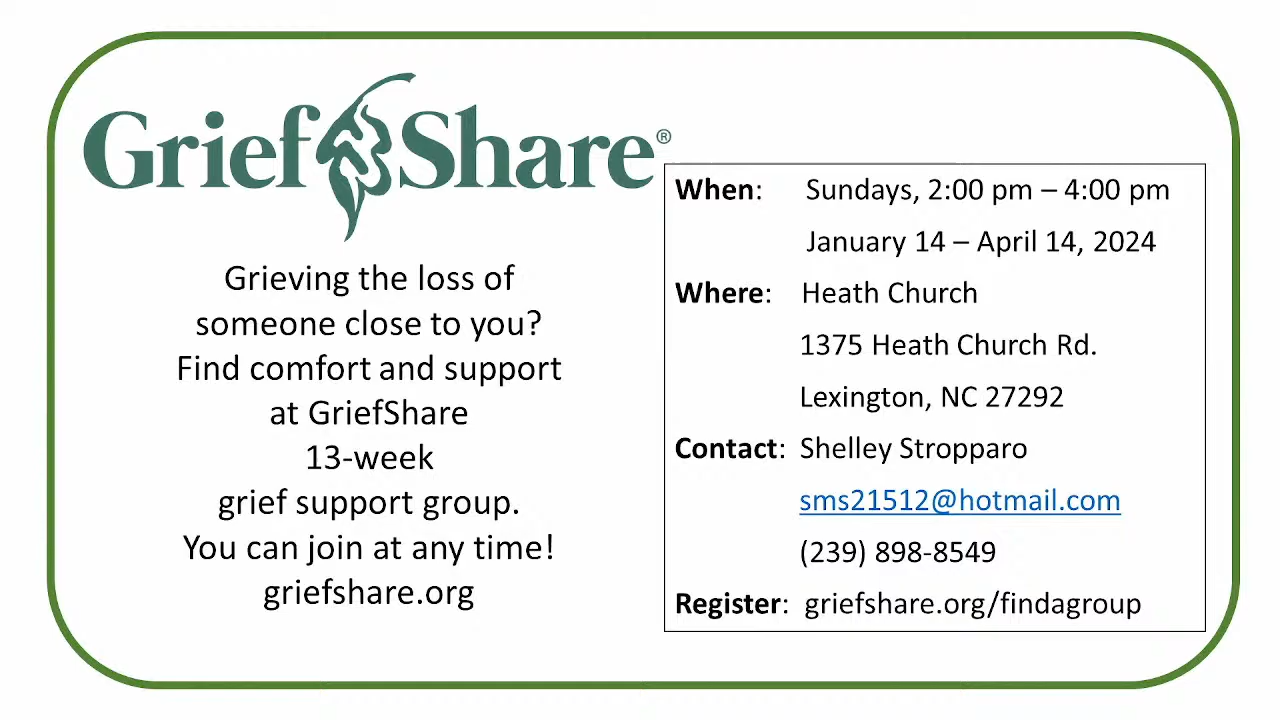 GriefShare®
Grieving the loss of
someone close to you?
Find comfort and support
at GriefShare
13-week
grief support group.
You can join at any time!
griefshare.org
When: Sundays, 2:00 pm – 4:00 pm
January 14 – April 14, 2024
Where: Heath Church
1375 Heath Church Rd.
Lexington, NC 27292
Contact: Shelley Stropparo
sms21512@hotmail.com
(239) 898-8549
Register: griefshare.org/findagroup